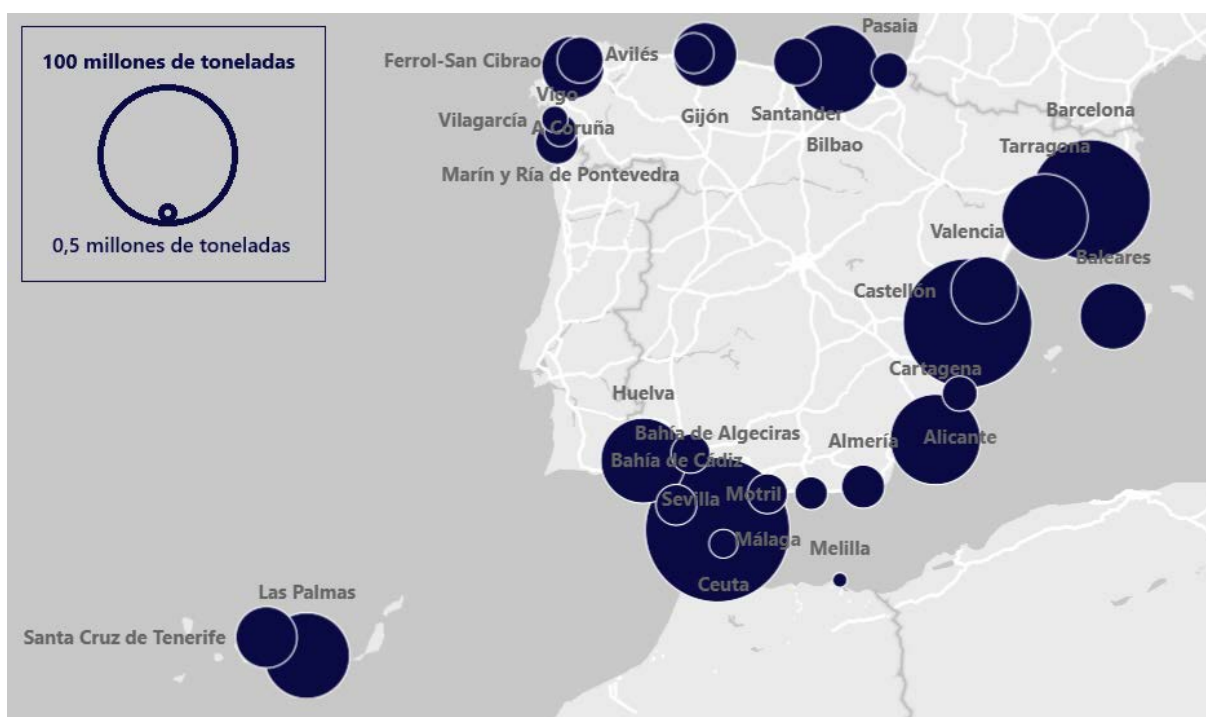 100 millones de toneladas
0,5 millones de toneladas
Pasaia
Ferrol-San Cibrao
Avilés
Vigo
Gijón
Santander
Barcelona
Vilagarcía
A Coruña
Bilbao
Tarragona
Marín y Ría de Pontevedra
Valencia
Baleares
Castellón
Cartagena
Huelva
Bahía de Algeciras
Almería
Alicante
Bahía de Cádiz
Sevilla
Motril
Málaga
Melilla
Ceuta
Las Palmas
Santa Cruz de Tenerife